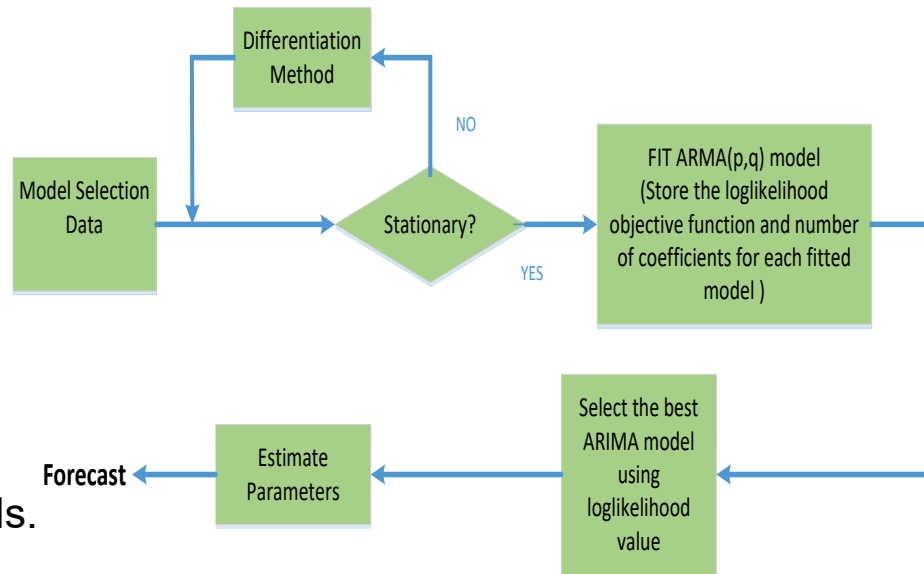 Differentiation
Method
NO
Model Selection
Data
Stationary?
YES
FIT ARMA(p,q) model
(Store the loglikelihood
objective function and number
of coefficients for each fitted
model )
Select the best
ARIMA model
using
loglikelihood
value
Estimate
Parameters
Forecast